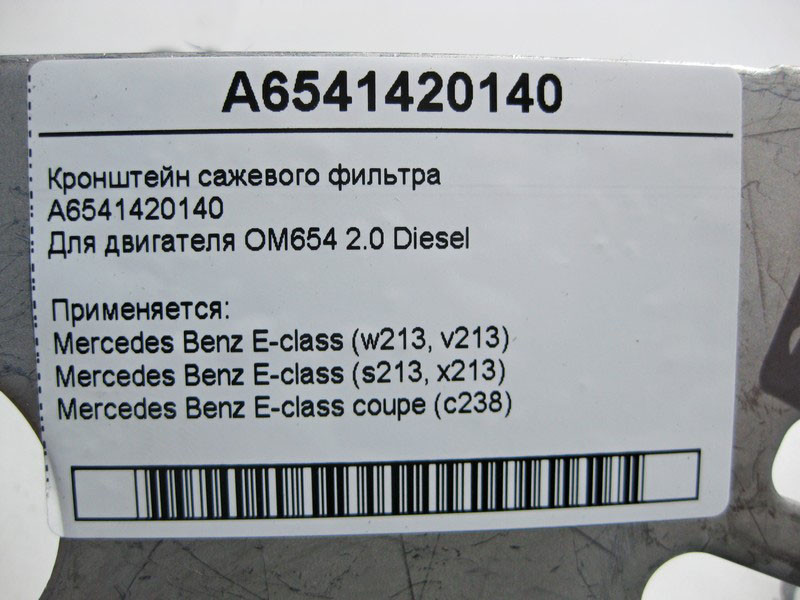 A6541420140
Кронштейн сажевого фильтра
A6541420140
Для двигателя OM654 2.0 Diesel
Применяется:
Mercedes Benz E-class (w213, v213)
Mercedes Benz E-class (s213, x213)
Mercedes Benz E-class coupe (c238)